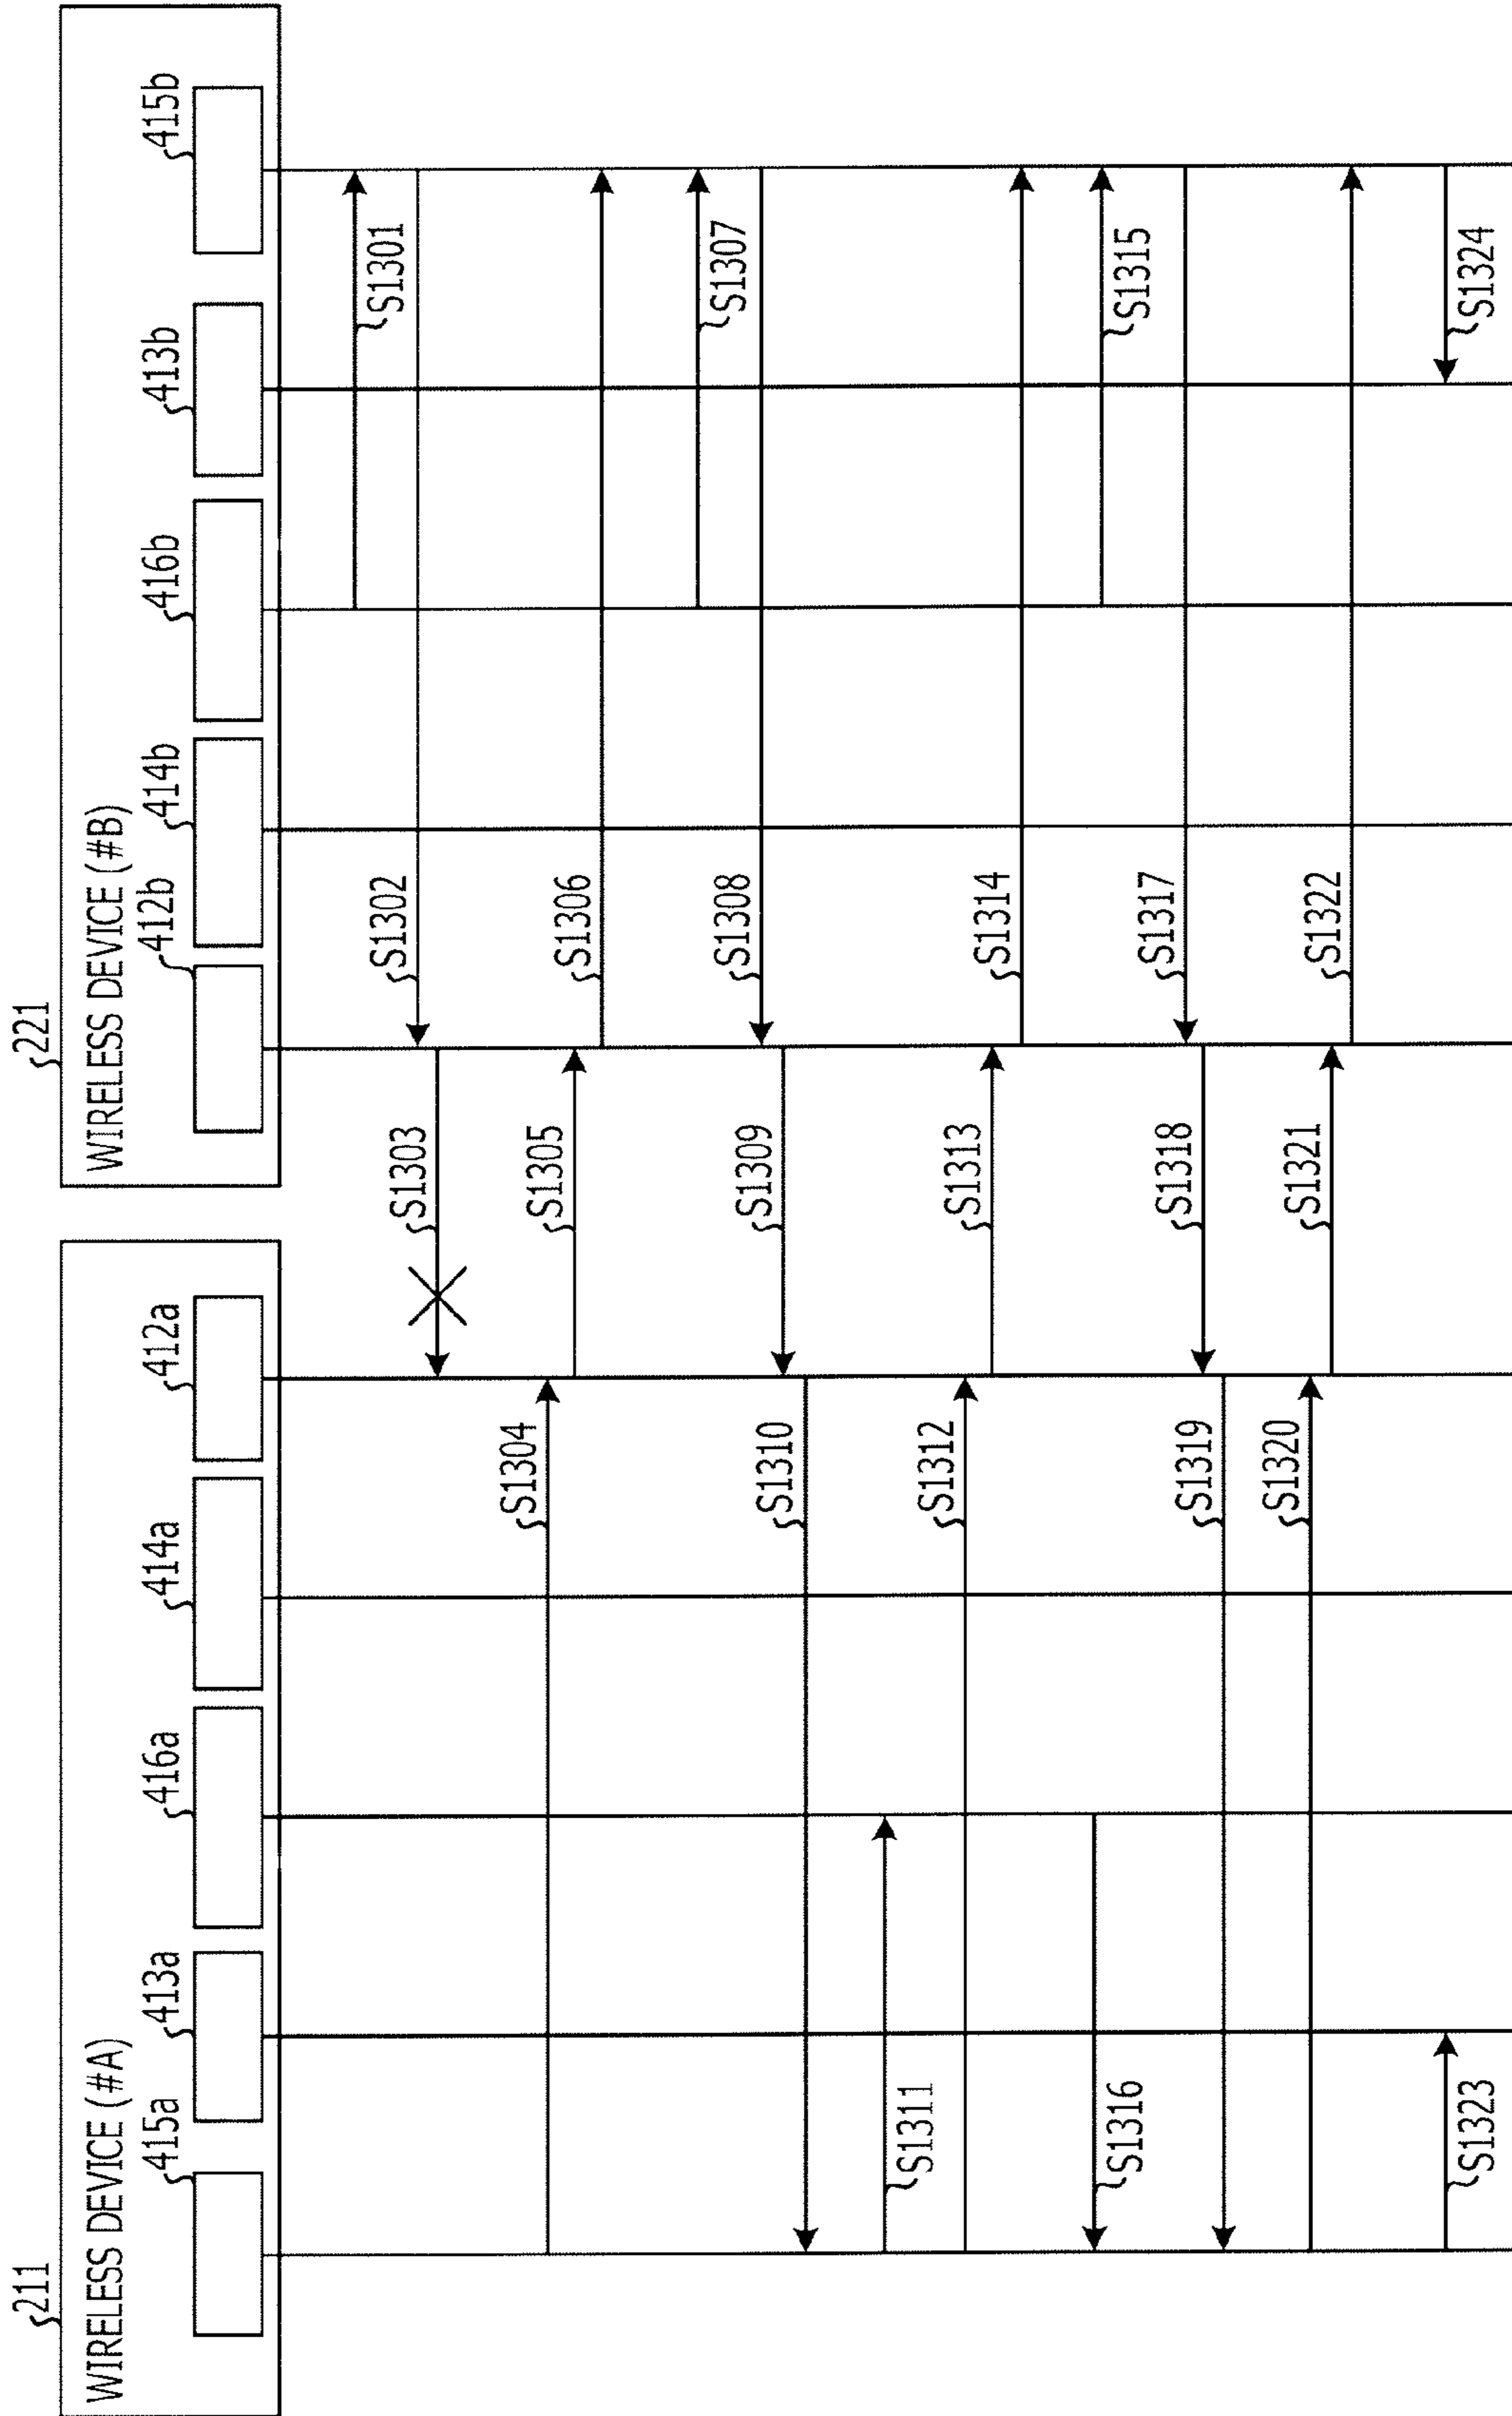 211
WIRELESS DEVICE (#A)
415a
413a
416a
414a
412a
221
WIRELESS DEVICE (#B)
412b
414b
416b
413b
415b
S1301
S1302
S1303
S1304
S1305
S1306
S1307
S1308
S1309
S1310
S1311
S1312
S1313
S1314
S1315
S1316
S1317
S1318
S1319
S1320
S1321
S1322
S1323
S1324